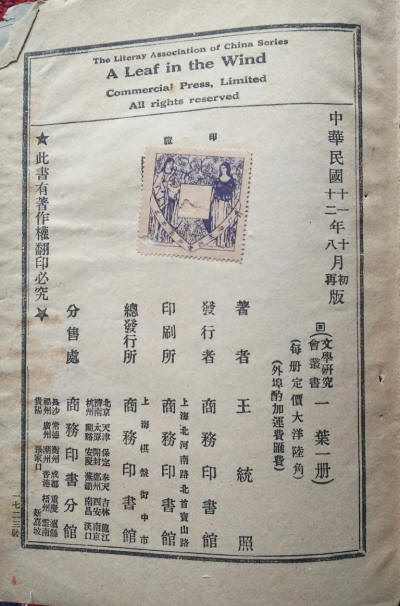 The Literay Association of China Series
A Leaf in the Wind
Commercial Press, Limited
All rights reserved
中華民國十一年十月初版
十二年八月再版
文學研究會叢書
一葉一册
(每册定價大洋陸角)
(外埠酌加運費匯費)
著者 王統照
發行者 商務印書館
上海北河南路北首寶山路
印刷所 商務印書館
上海棋盤街中市
總發行所 商務印書館
北京 天津 保定 奉天 吉林 龍江
濟南 太原 開封 鄭州 西安 南京
杭州 蘭谿 安慶 蕪湖 南昌 漢口
分售處 商務印書分館
長沙 常德 衡州 成都 重慶 瀘縣
福州 廣州 潮州 香港 梧州 雲南
貴陽 張家口 新嘉坡
★此書有著作權翻印必究★
一七二三